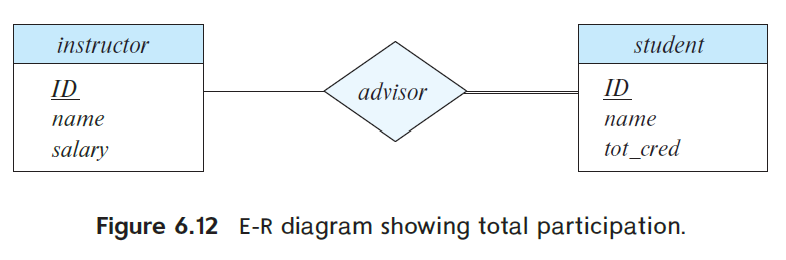 instructor
ID
name
salary
advisor
student
ID
name
tot_cred
Figure 6.12 E-R diagram showing total participation.